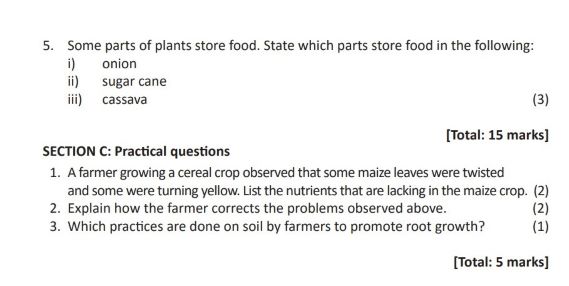 5. Some parts of plants store food. State which parts store food in the following:
i) onion
ii) sugar cane
iii) cassava (3)
[Total: 15 marks]
SECTION C: Practical questions
1. A farmer growing a cereal crop observed that some maize leaves were twisted
and some were turning yellow. List the nutrients that are lacking in the maize crop. (2)
2. Explain how the farmer corrects the problems observed above. (2)
3. Which practices are done on soil by farmers to promote root growth? (1)
[Total: 5 marks]